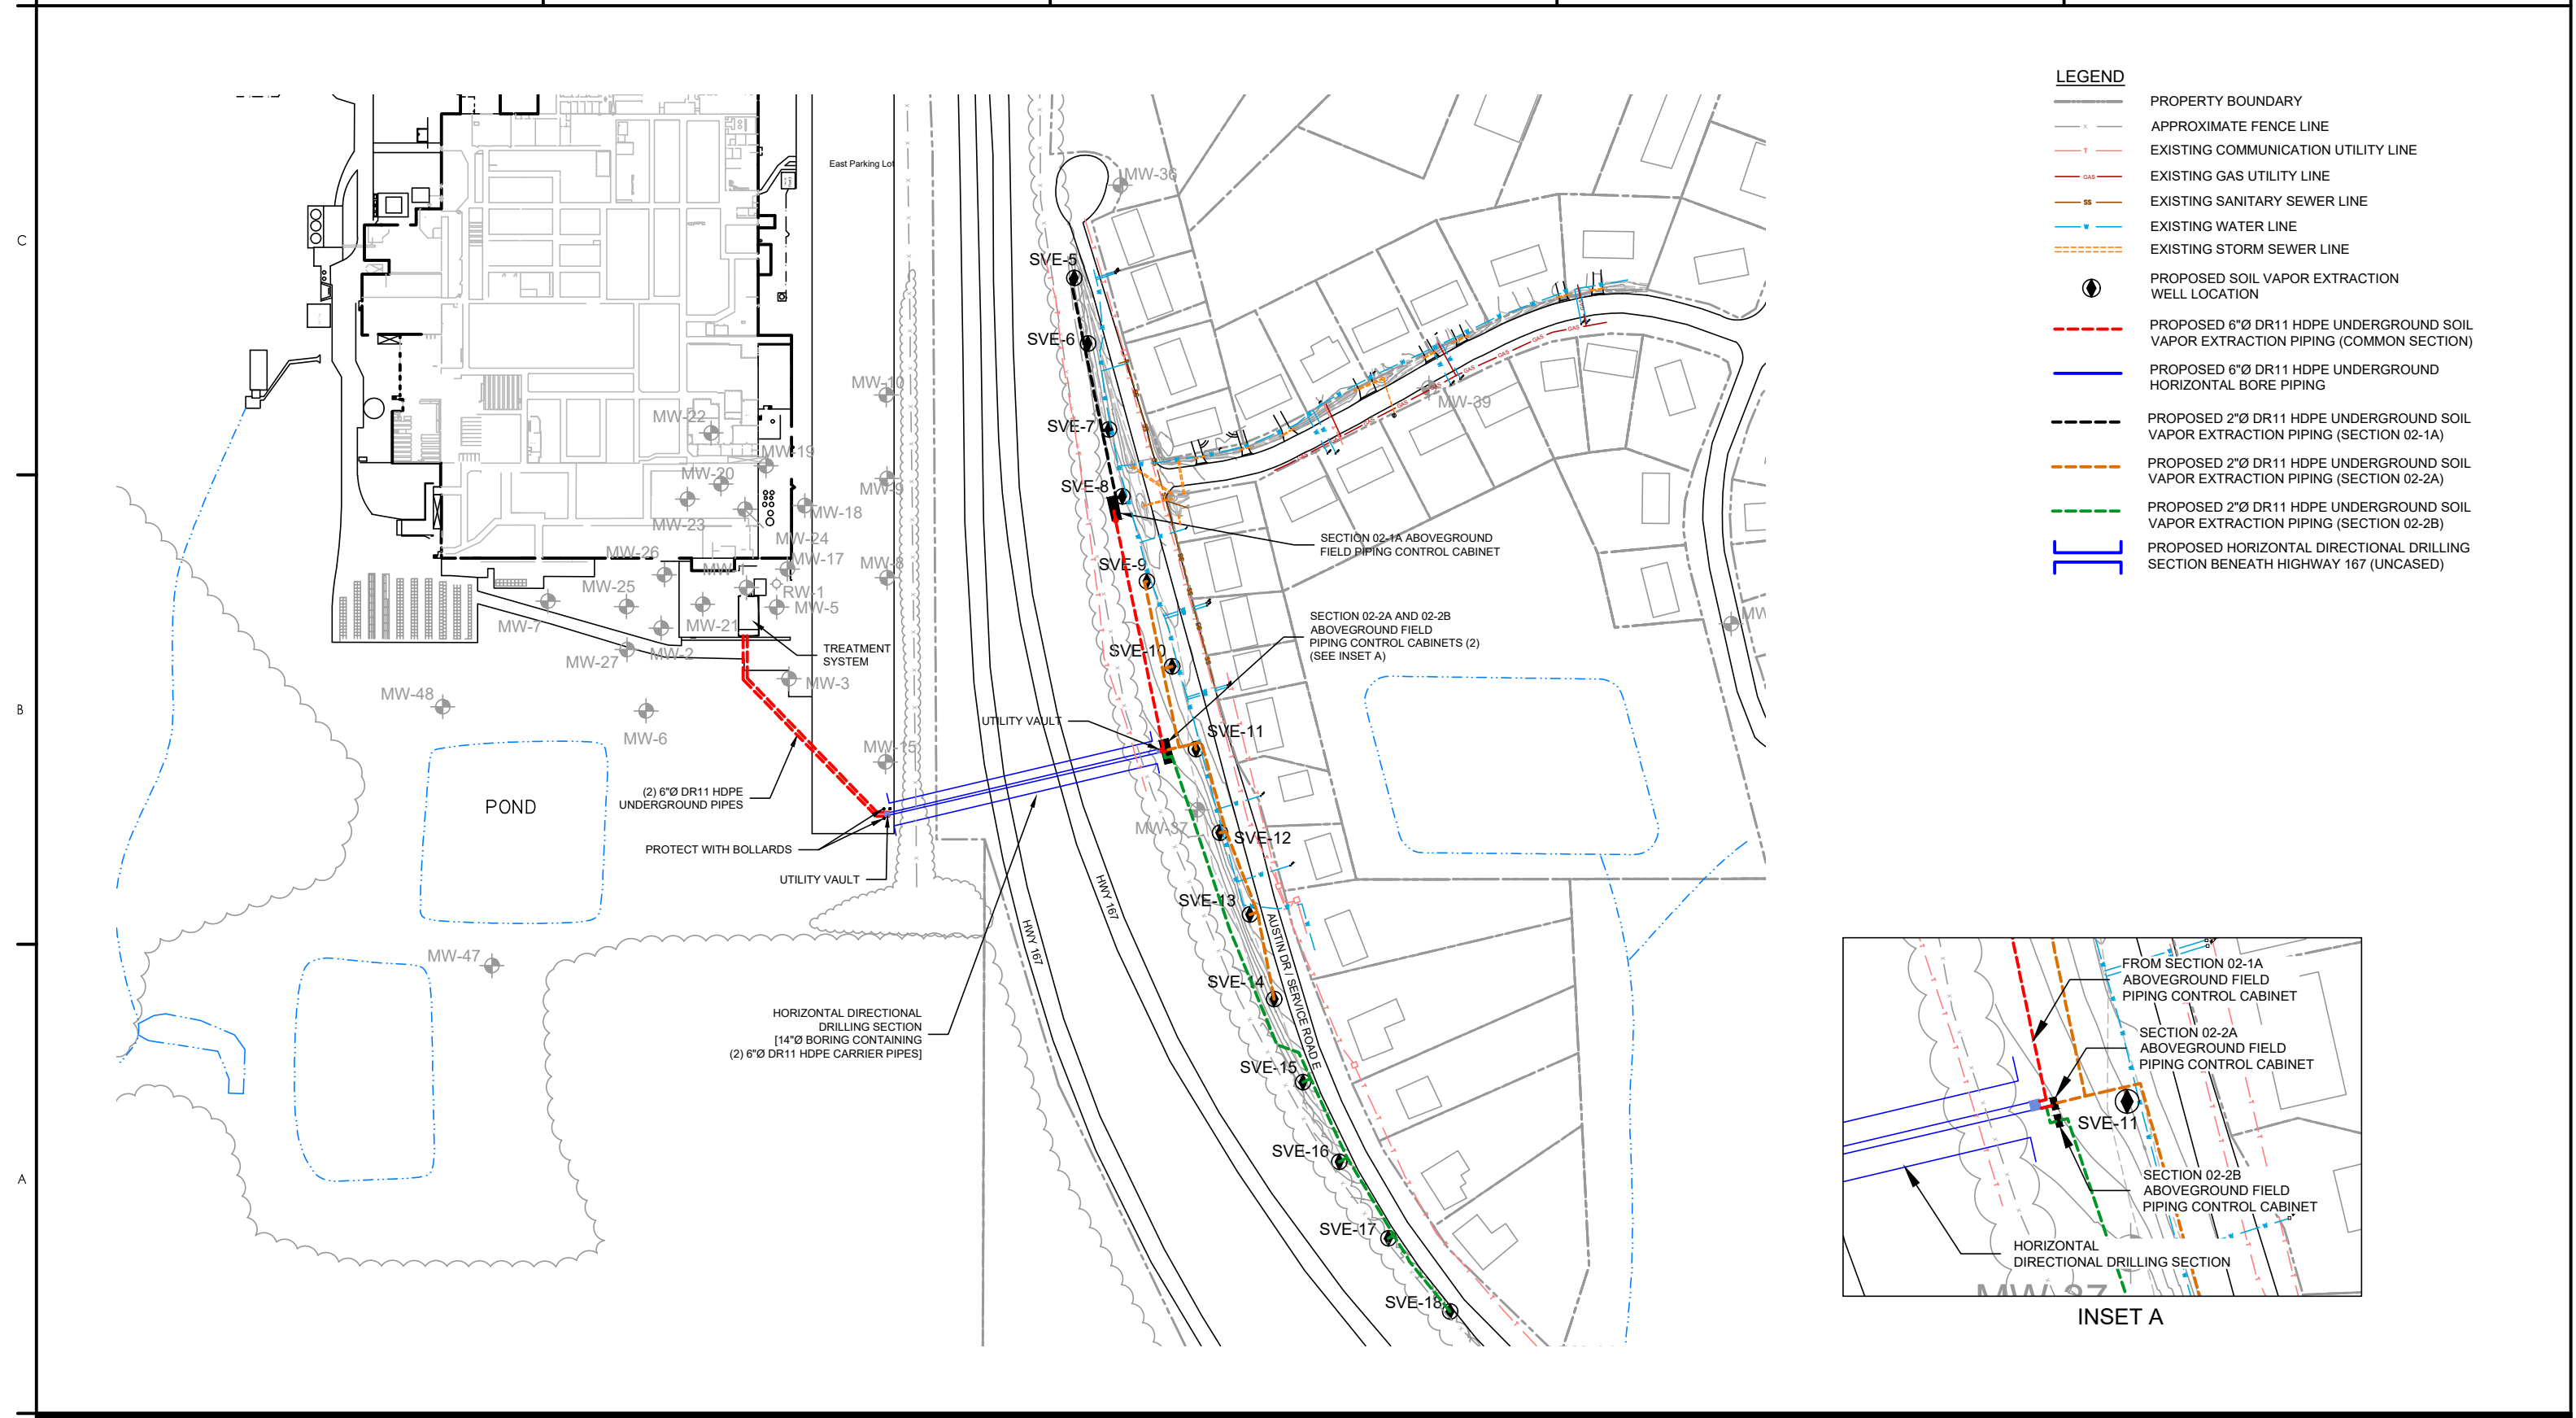 C
B
A
East Parking Lot
MW-36
SVE-5
SVE-6
MW-10
MW-39
MW-22
SVE-7
MW-19
MW-20
MW-9
SVE-8
MW-23
MW-18
MW-24
SECTION 02-1A ABOVEGROUND
FIELD PIPING CONTROL CABINET
MW-26
MW-17
MW-8
SVE-9
MW-25
RW-1
MW-5
MW-7
MW-21
SECTION 02-2A AND 02-2B
ABOVEGROUND FIELD
PIPING CONTROL CABINETS (2)
(SEE INSET A)
MW
MW-27
MW-2
TREATMENT
SYSTEM
SVE-10
MW-3
MW-48
UTILITY VAULT
MW-6
SVE-11
MW-15
(2) 6"Ø DR11 HDPE
UNDERGROUND PIPES
POND
MW-37
SVE-12
PROTECT WITH BOLLARDS
UTILITY VAULT
HWY 167
SVE-13
HWY 167
AUSTIN DR / SERVICE ROAD E
MW-47
SVE-14
HORIZONTAL DIRECTIONAL
DRILLING SECTION
[14"Ø BORING CONTAINING
(2) 6"Ø DR11 HDPE CARRIER PIPES]
SVE-15
SVE-16
SVE-17
SVE-18
GAS
GAS
GAS
GAS
GAS
GAS
LEGEND
PROPERTY BOUNDARY
X
APPROXIMATE FENCE LINE
T
EXISTING COMMUNICATION UTILITY LINE
GAS
EXISTING GAS UTILITY LINE
SS
EXISTING SANITARY SEWER LINE
W
EXISTING WATER LINE
EXISTING STORM SEWER LINE
PROPOSED SOIL VAPOR EXTRACTION
WELL LOCATION
PROPOSED 6"Ø DR11 HDPE UNDERGROUND SOIL
VAPOR EXTRACTION PIPING (COMMON SECTION)
PROPOSED 6"Ø DR11 HDPE UNDERGROUND
HORIZONTAL BORE PIPING
PROPOSED 2"Ø DR11 HDPE UNDERGROUND SOIL
VAPOR EXTRACTION PIPING (SECTION 02-1A)
PROPOSED 2"Ø DR11 HDPE UNDERGROUND SOIL
VAPOR EXTRACTION PIPING (SECTION 02-2A)
PROPOSED 2"Ø DR11 HDPE UNDERGROUND SOIL
VAPOR EXTRACTION PIPING (SECTION 02-2B)
PROPOSED HORIZONTAL DIRECTIONAL DRILLING
SECTION BENEATH HIGHWAY 167 (UNCASED)
FROM SECTION 02-1A
ABOVEGROUND FIELD
PIPING CONTROL CABINET
SECTION 02-2A
ABOVEGROUND FIELD
PIPING CONTROL CABINET
SVE-11
SECTION 02-2B
ABOVEGROUND FIELD
PIPING CONTROL CABINET
HORIZONTAL
DIRECTIONAL DRILLING SECTION
MW-37
INSET A